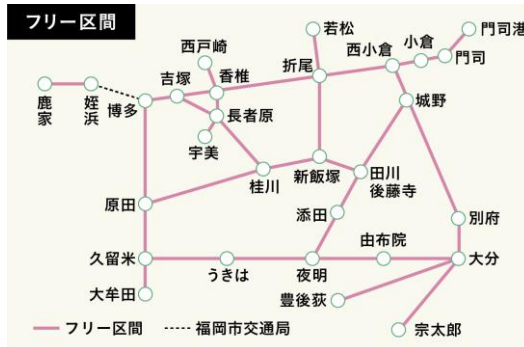 フリー区間
若松
門司港
西戸崎
西小倉
小倉
折尾
門司
吉塚
香椎
鹿家
姪浜
博多
長者原
城野
宇美
新飯塚
田川
後藤寺
桂川
原田
添田
別府
由布院
久留米
うきは
夜明
大分
大牟田
豊後荻
宗太郎
フリー区間
福岡市交通局